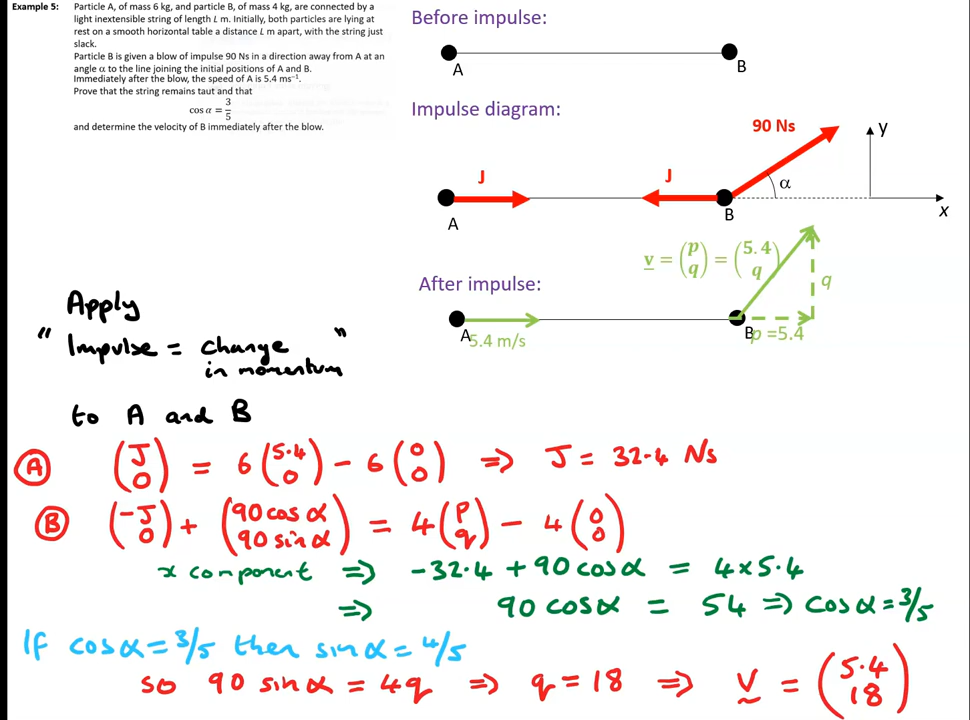 Example 5: Particle A, of mass 6 kg, and particle B, of mass 4 kg, are connected by a
light inextensible string of length L m. Initially, both particles are lying at
rest on a smooth horizontal table a distance L m apart, with the string just
slack.
Particle B is given a blow of impulse 90 Ns in a direction away from A at an
angle α to the line joining the initial positions of A and B.
Immediately after the blow, the speed of A is 5.4 ms⁻¹.
Prove that the string remains taut and that
cos α = 3/5
and determine the velocity of B immediately after the blow.
Before impulse:
A B
Impulse diagram:
90 Ns
y
J J α
A B x
After impulse:
v = (p q) = (5.4 q)
q
A 5.4 m/s B p =5.4
Apply
"Impulse = change in momentum"
to A and B
(A) (J 0) = 6(5.4 0) − 6(0 0) ⇒ J = 32.4 Ns
(B) (−J 0) + (90 cos α 90 sin α) = 4(p q) − 4(0 0)
x component ⇒ −32.4 + 90 cos α = 4 × 5.4
⇒ 90 cos α = 54 ⇒ cos α = 3/5
If cos α = 3/5 then sin α = 4/5
so 90 sin α = 4q ⇒ q = 18 ⇒ v = (5.4 18)